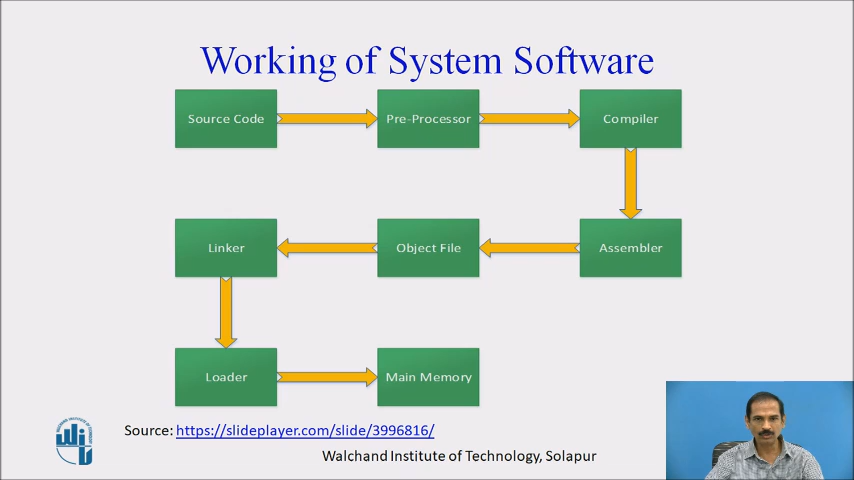 Working of System Software
Source Code
Pre-Processor
Compiler
Assembler
Object File
Linker
Loader
Main Memory
Source: https://slideplayer.com/slide/3996816/
Walchand Institute of Technology, Solapur